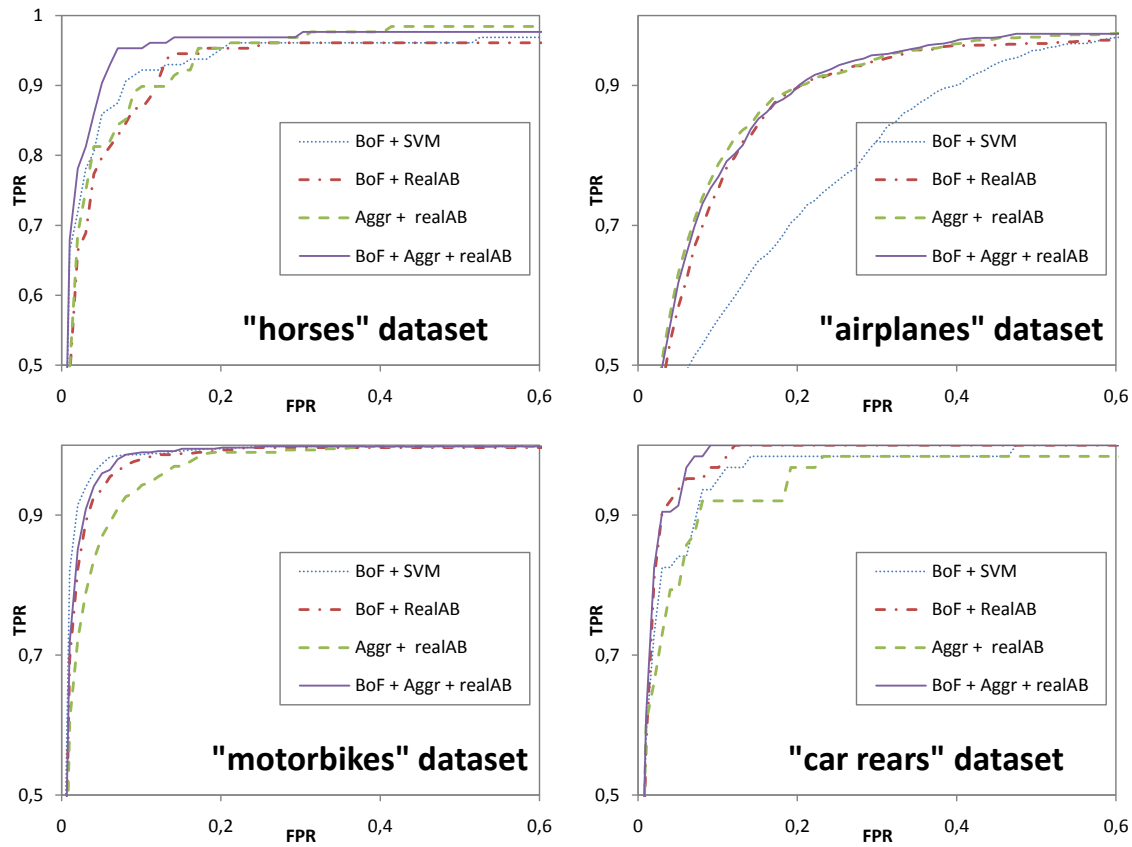 1
0,9
0,8
0,7
0,6
0,5
TPR
0
0,2
0,4
0,6
FPR
BoF + SVM
BoF + RealAB
Aggr + realAB
BoF + Aggr + realAB
"horses" dataset
0,9
0,7
0,5
TPR
0
0,2
0,4
0,6
FPR
BoF + SVM
BoF + RealAB
Aggr + realAB
BoF + Aggr + realAB
"airplanes" dataset
0,9
0,7
0,5
TPR
0
0,2
0,4
0,6
FPR
BoF + SVM
BoF + RealAB
Aggr + realAB
BoF + Aggr + realAB
"motorbikes" dataset
0,9
0,7
0,5
TPR
0
0,2
0,4
0,6
FPR
BoF + SVM
BoF + RealAB
Aggr + realAB
BoF + Aggr + realAB
"car rears" dataset